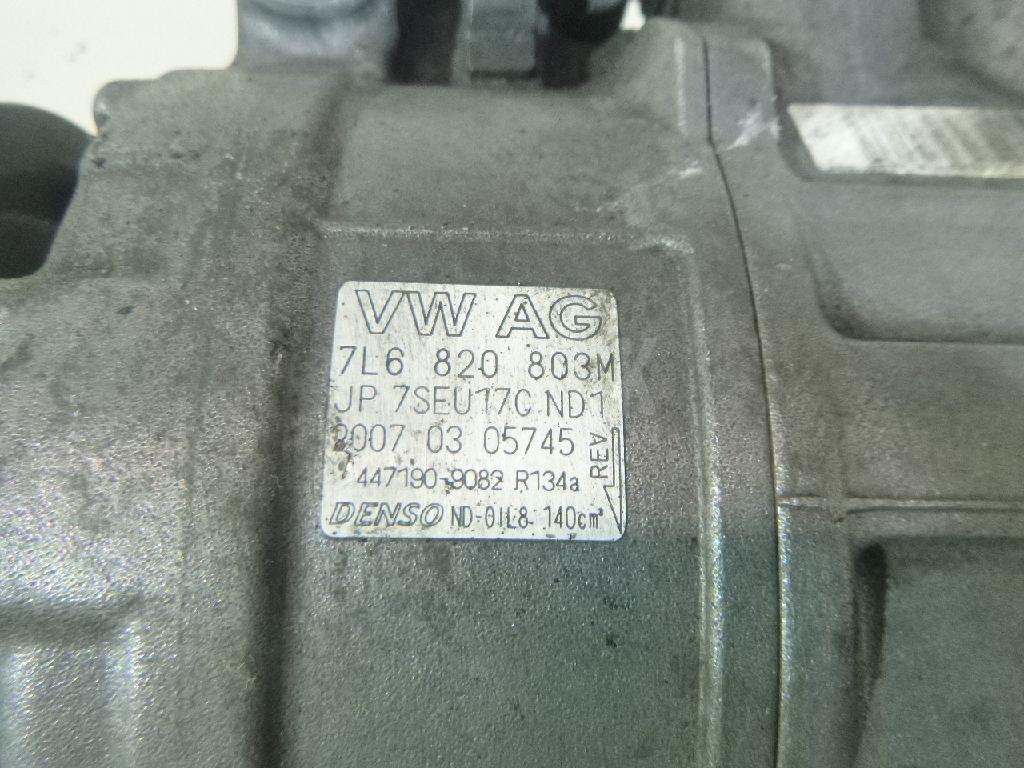 VW AG
7L6 820 803M
JP 7SEU17C ND1
2007 03 05745
REV
447190-9082 R134a
DENSO ND-OIL8 140cm³